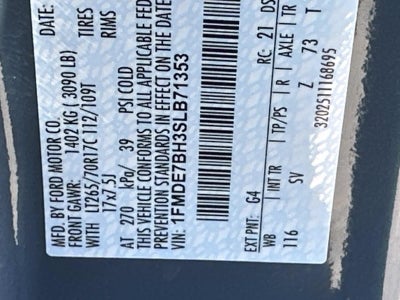 MFD. BY FORD MOTOR CO.
DATE:
FRONT GAWR: 1402 KG ( 3090 LB)
LT265/70R17C 112/109T TIRES
17x7.5J RIMS
AT 270 kPa/ 39 PSI COLD
THIS VEHICLE CONFORMS TO ALL APPLICABLE FED
PREVENTION STANDARDS IN EFFECT ON THE DATE
1FMDE7BH3SLB71353
EXT PNT: G4 RC: 21 DS
WB INT TR TP/PS R AXLE TR
116 SV Z 73 T
3202511168695